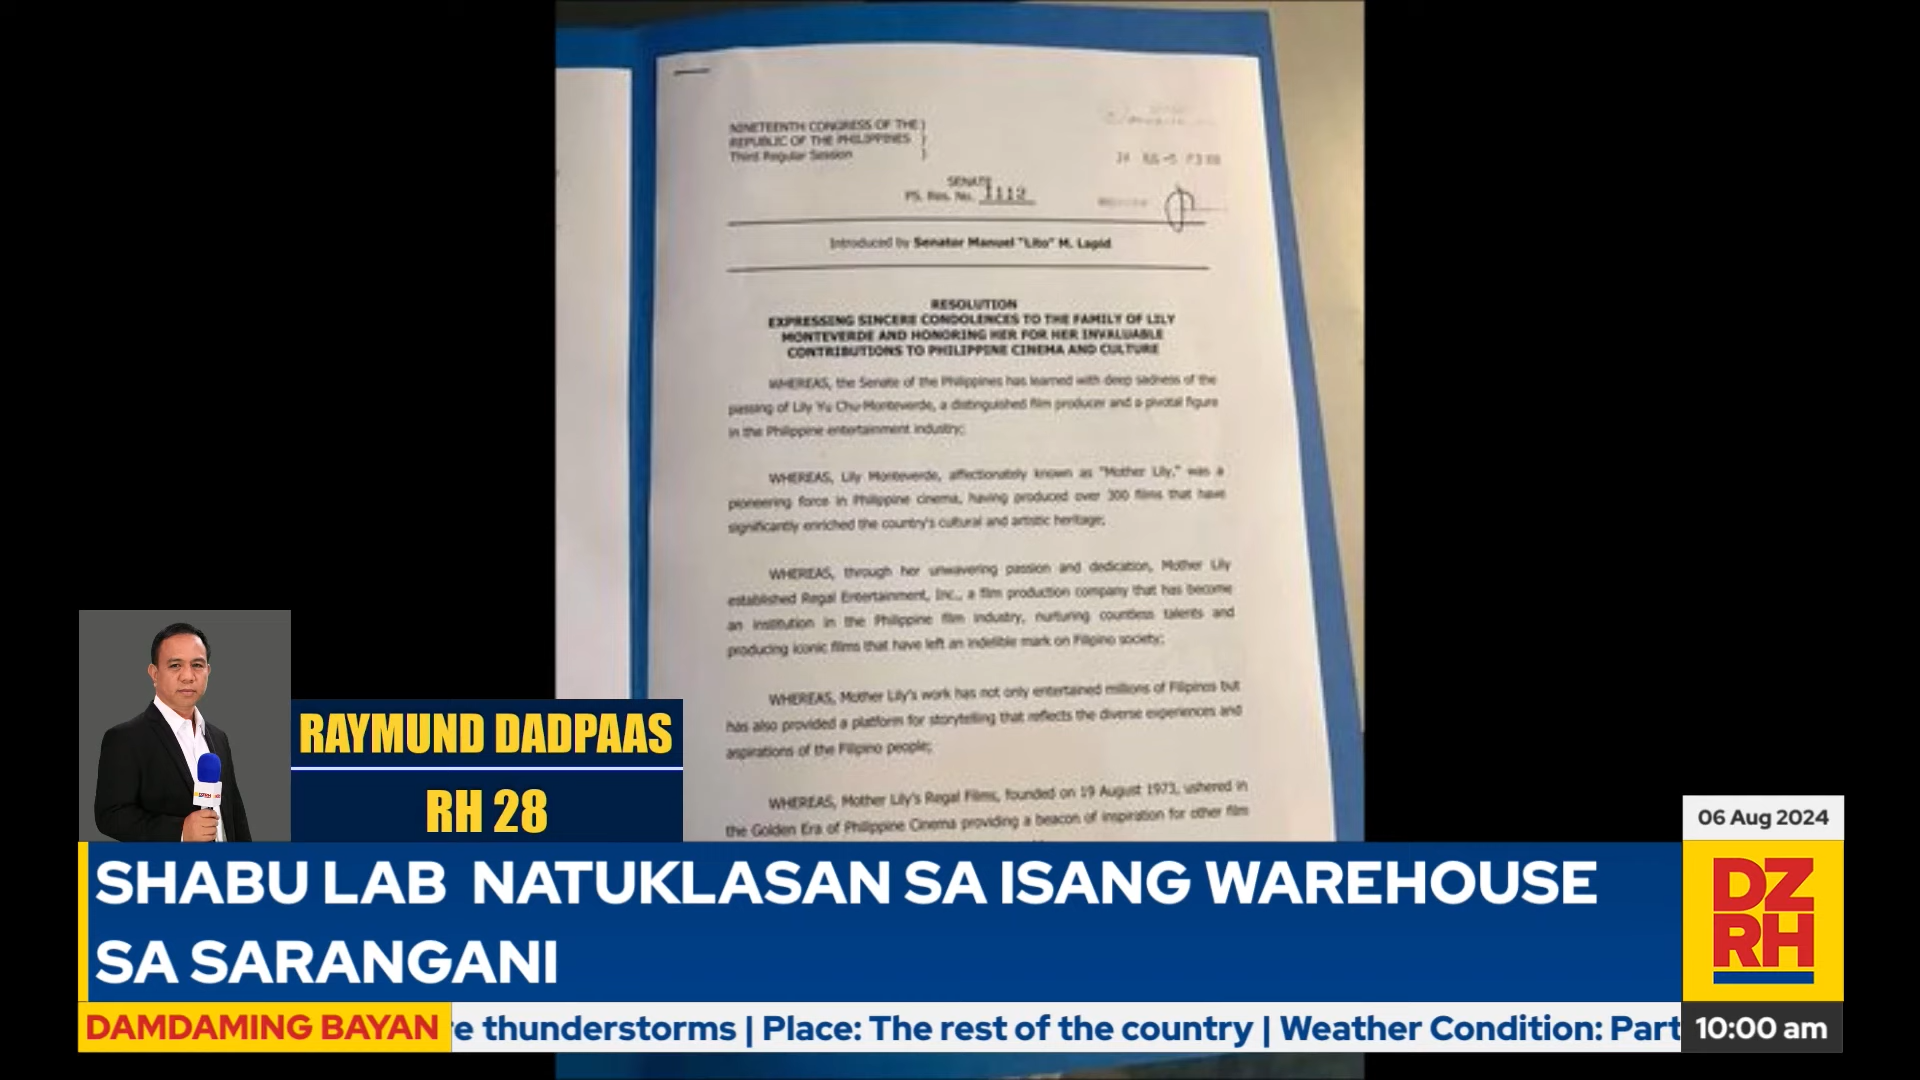 NINETEENTH CONGRESS OF THE )
REPUBLIC OF THE PHILIPPINES )
Third Regular Session )
SENATE
P.S. Res. No. 1112
Introduced by Senator Manuel "Lito" M. Lapid
RESOLUTION
EXPRESSING SINCERE CONDOLENCES TO THE FAMILY OF LILY
MONTEVERDE AND HONORING HER FOR HER INVALUABLE
CONTRIBUTIONS TO PHILIPPINE CINEMA AND CULTURE
WHEREAS, the Senate of the Philippines has learned with deep sadness of the
passing of Lily Yu Chu-Monteverde, a distinguished film producer and a pivotal figure
in the Philippine entertainment industry;
WHEREAS, Lily Monteverde, affectionately known as "Mother Lily," was a
pioneering force in Philippine cinema, having produced over 300 films that have
significantly enriched the country's cultural and artistic heritage;
WHEREAS, through her unwavering passion and dedication, Mother Lily
established Regal Entertainment, Inc., a film production company that has become
an institution in the Philippine film industry, nurturing countless talents and
producing iconic films that have left an indelible mark on Filipino society;
WHEREAS, Mother Lily's work has not only entertained millions of Filipinos but
has also provided a platform for storytelling that reflects the diverse experiences and
aspirations of the Filipino people;
WHEREAS, Mother Lily's Regal Films, founded on 19 August 1973, ushered in
the Golden Era of Philippine Cinema providing a beacon of inspiration for other film
RAYMUND DADPAAS
RH 28
06 Aug 2024
SHABU LAB NATUKLASAN SA ISANG WAREHOUSE
SA SARANGANI
DZ
RH
DAMDAMING BAYAN
e thunderstorms | Place: The rest of the country | Weather Condition: Part
10:00 am